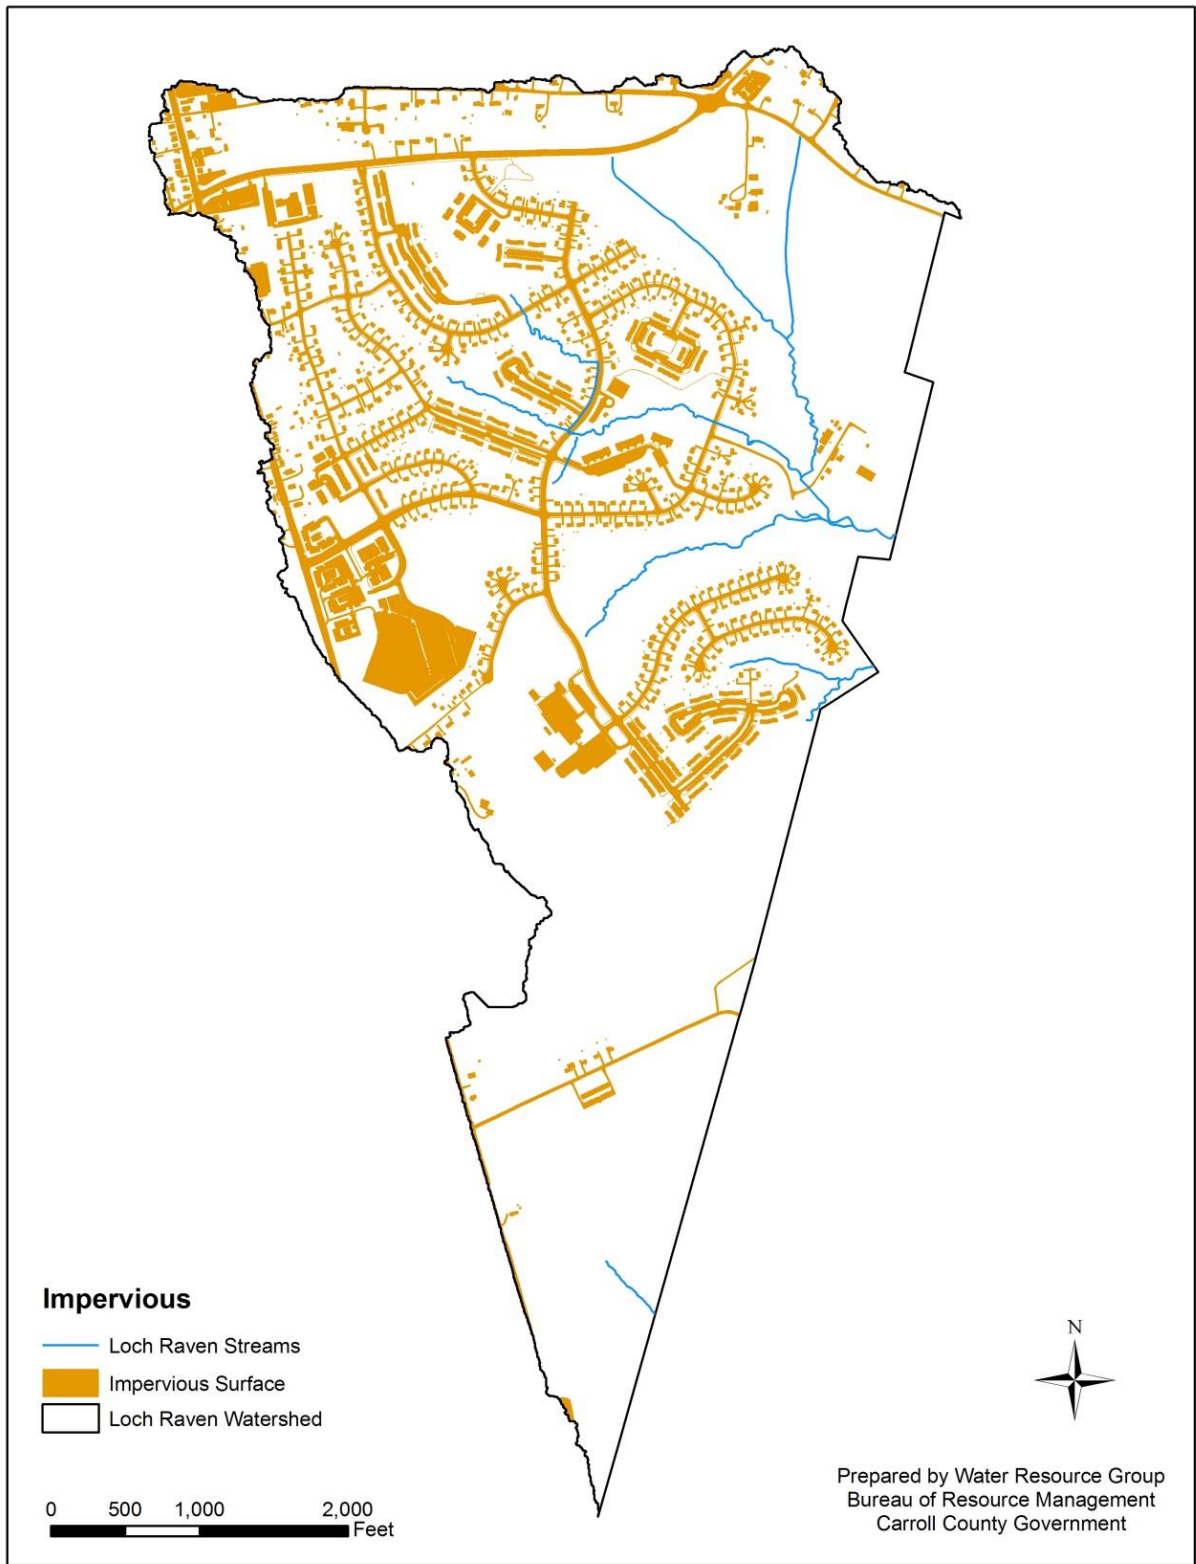 Impervious
Loch Raven Streams
Impervious Surface
Loch Raven Watershed
0 500 1,000 2,000
Feet
N
Prepared by Water Resource Group
Bureau of Resource Management
Carroll County Government